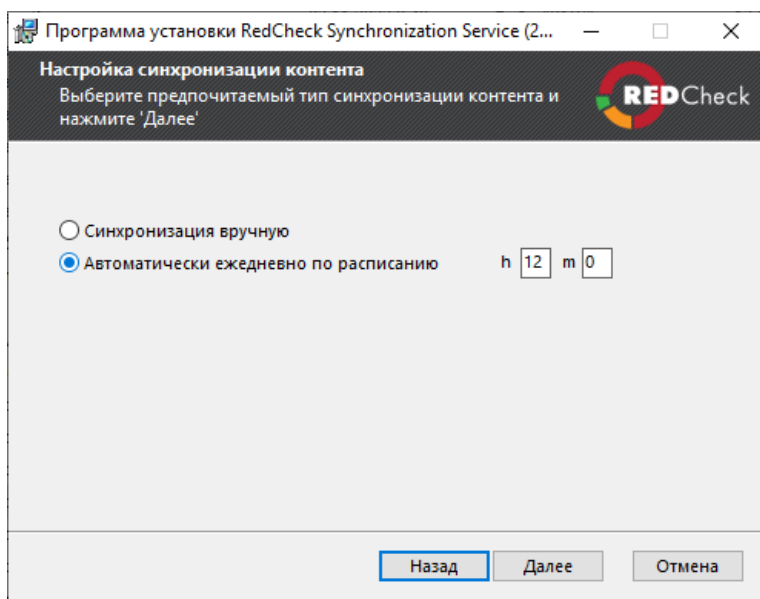 Программа установки RedCheck Synchronization Service (2...
Настройка синхронизации контента
Выберите предпочитаемый тип синхронизации контента и
нажмите 'Далее'
REDCheck
Синхронизация вручную
Автоматически ежедневно по расписанию h 12 m 0
Назад Далее Отмена